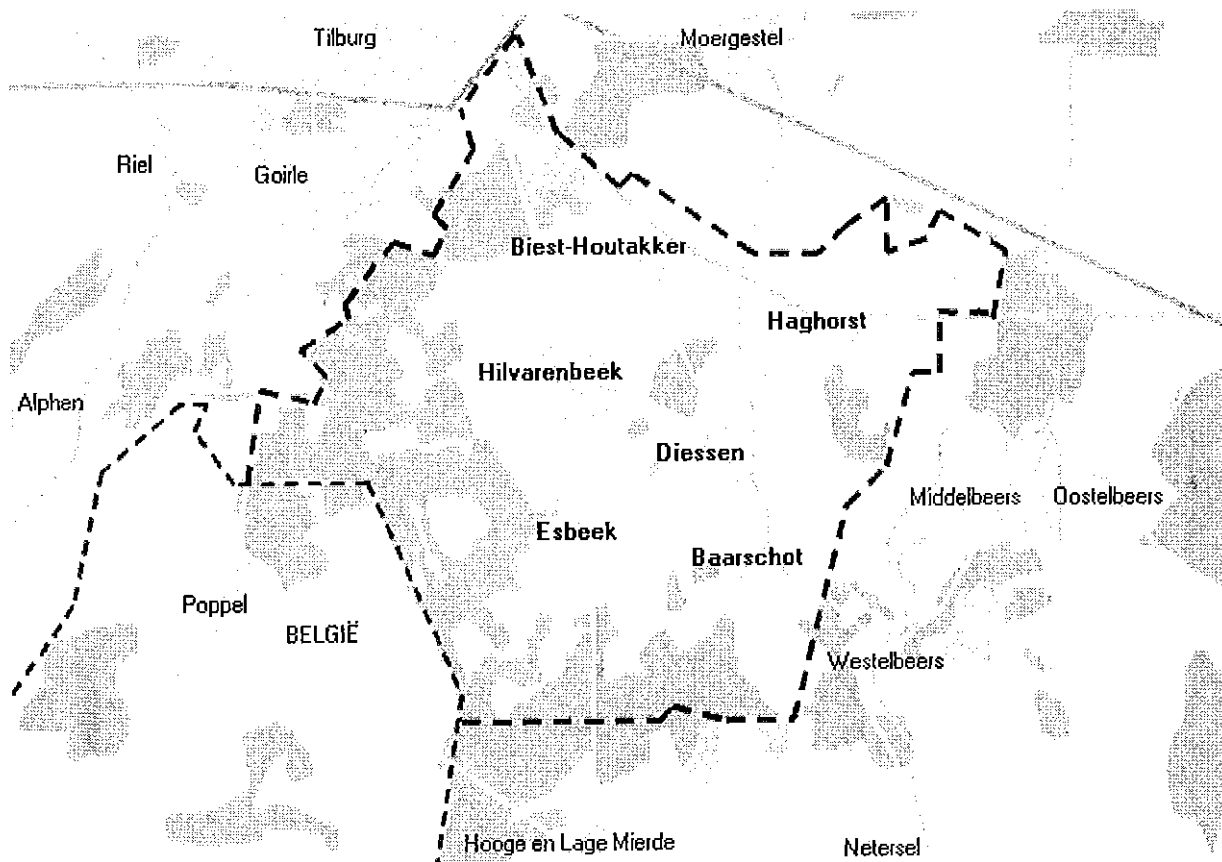 Tilburg
Moergestel
Riel
Goirle
Biest-Houtakker
Haghorst
Hilvarenbeek
Alphen
Diessen
Middelbeers
Oostelbeers
Esbeek
Baarschot
Poppel
BELGIË
Westelbeers
Hooge en Lage Mierde
Netersel